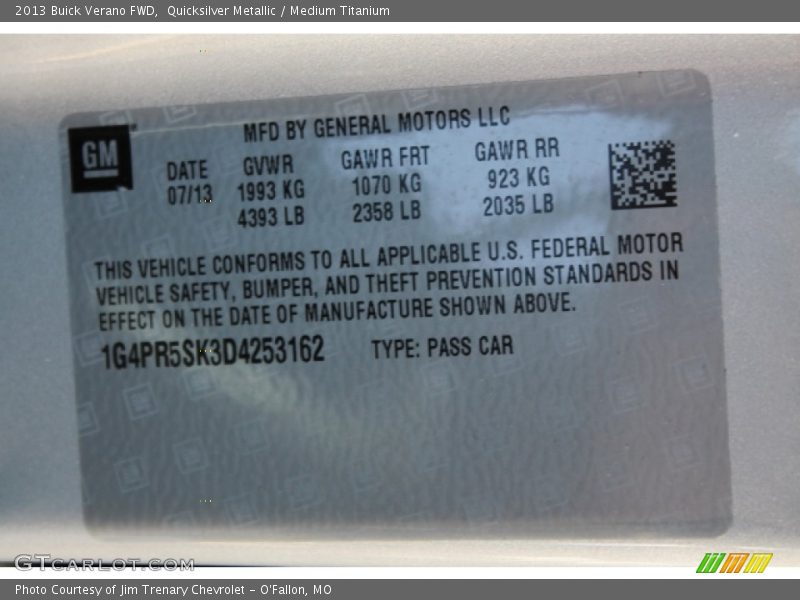 2013 Buick Verano FWD,  Quicksilver Metallic / Medium Titanium
GM
MFD BY GENERAL MOTORS LLC
DATE GVWR GAWR FRT GAWR RR
07/13 1993 KG 1070 KG 923 KG
4393 LB 2358 LB 2035 LB
THIS VEHICLE CONFORMS TO ALL APPLICABLE U.S. FEDERAL MOTOR
VEHICLE SAFETY, BUMPER, AND THEFT PREVENTION STANDARDS IN
EFFECT ON THE DATE OF MANUFACTURE SHOWN ABOVE.
1G4PR5SK3D4253162 TYPE: PASS CAR
GTCARLOT.COM
Photo Courtesy of Jim Trenary Chevrolet - O'Fallon, MO